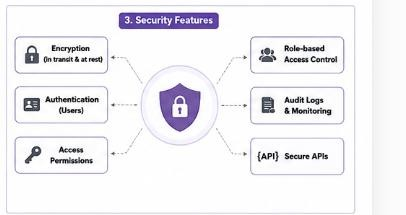 3. Security Features
Encryption
(in transit & at rest)
Authentication
(Users)
Access
Permissions
Role-based
Access Control
Audit Logs
& Monitoring
{API} Secure APIs